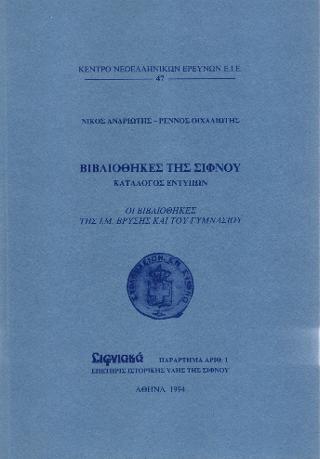 ΚΕΝΤΡΟ ΝΕΟΕΛΛΗΝΙΚΩΝ ΕΡΕΥΝΩΝ Ε.Ι.Ε.
47
ΝΙΚΟΣ ΑΝΔΡΙΩΤΗΣ – ΡΕΝΝΟΣ ΟΙΧΑΛΙΩΤΗΣ
ΒΙΒΛΙΟΘΗΚΕΣ ΤΗΣ ΣΙΦΝΟΥ
ΚΑΤΑΛΟΓΟΣ ΕΝΤΥΠΩΝ
ΟΙ ΒΙΒΛΙΟΘΗΚΕΣ
ΤΗΣ Ι.Μ. ΒΡΥΣΗΣ ΚΑΙ ΤΟΥ ΓΥΜΝΑΣΙΟΥ
Σιφνιακά ΠΑΡΑΡΤΗΜΑ ΑΡΙΘ. 1
ΕΠΕΤΗΡΙΣ ΙΣΤΟΡΙΚΗΣ ΥΛΗΣ ΤΗΣ ΣΙΦΝΟΥ
ΑΘΗΝΑ 1994